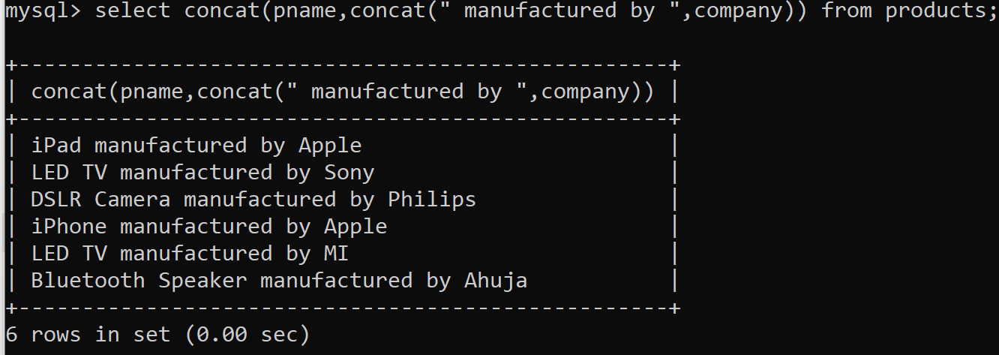 mysql> select concat(pname,concat(" manufactured by ",company)) from products;
+---------------------------------------------------+
| concat(pname,concat(" manufactured by ",company)) |
+---------------------------------------------------+
| iPad manufactured by Apple                        |
| LED TV manufactured by Sony                       |
| DSLR Camera manufactured by Philips               |
| iPhone manufactured by Apple                      |
| LED TV manufactured by MI                         |
| Bluetooth Speaker manufactured by Ahuja           |
+---------------------------------------------------+
6 rows in set (0.00 sec)